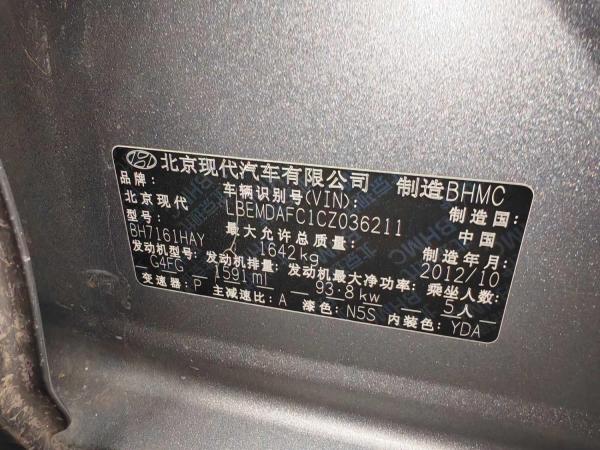 北京现代汽车有限公司 制造BHMC
品牌: 车辆识别号(VIN): 制造国:
北京现代 LBEMDAFC1CZ036211 中国
型号: 最大允许总质量: 制造年月:
BH7161HAY 1642kg 2012/10
发动机型号: 发动机排量: 发动机最大净功率: 乘坐人数:
G4FG 1591ml 93.8kw 5人
变速器: P 主减速比: A 漆色: N5S 内装色: YDA